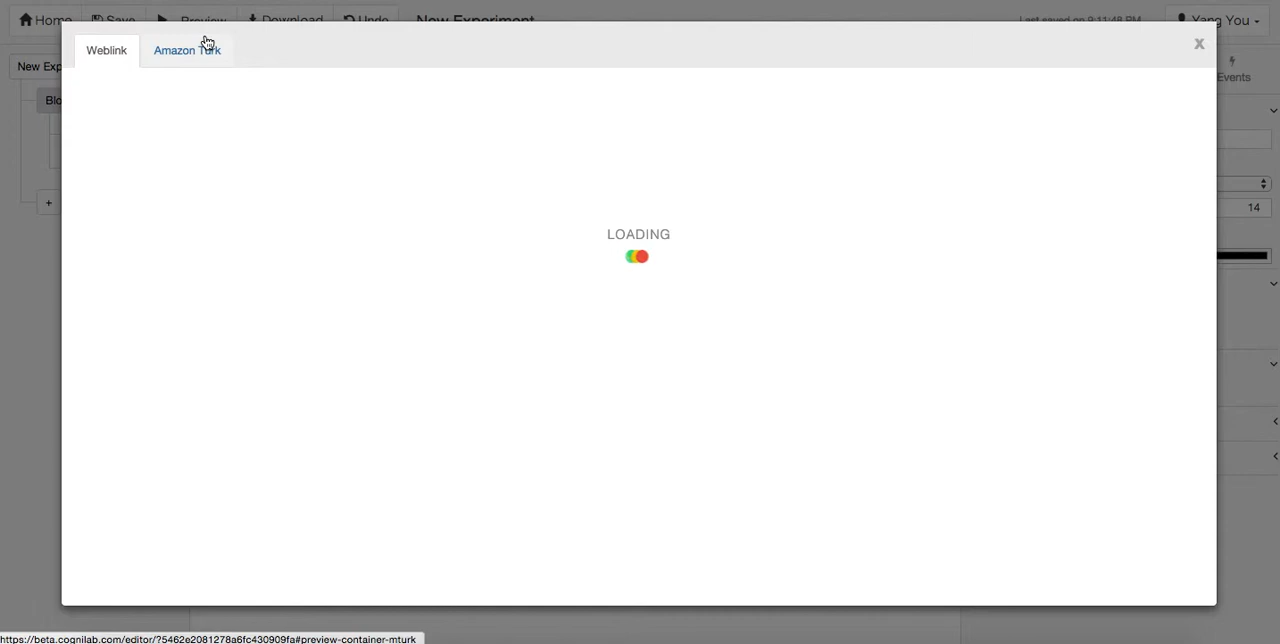 Home Save Preview Download Undo New Experiment Last saved on 9:11:48 PM Yang You
Weblink Amazon Turk X
New Exp
Events
Blo
+
14
LOADING
https://beta.cognilab.com/editor/?5462e2081278a6fc430909fa#preview-container-mturk